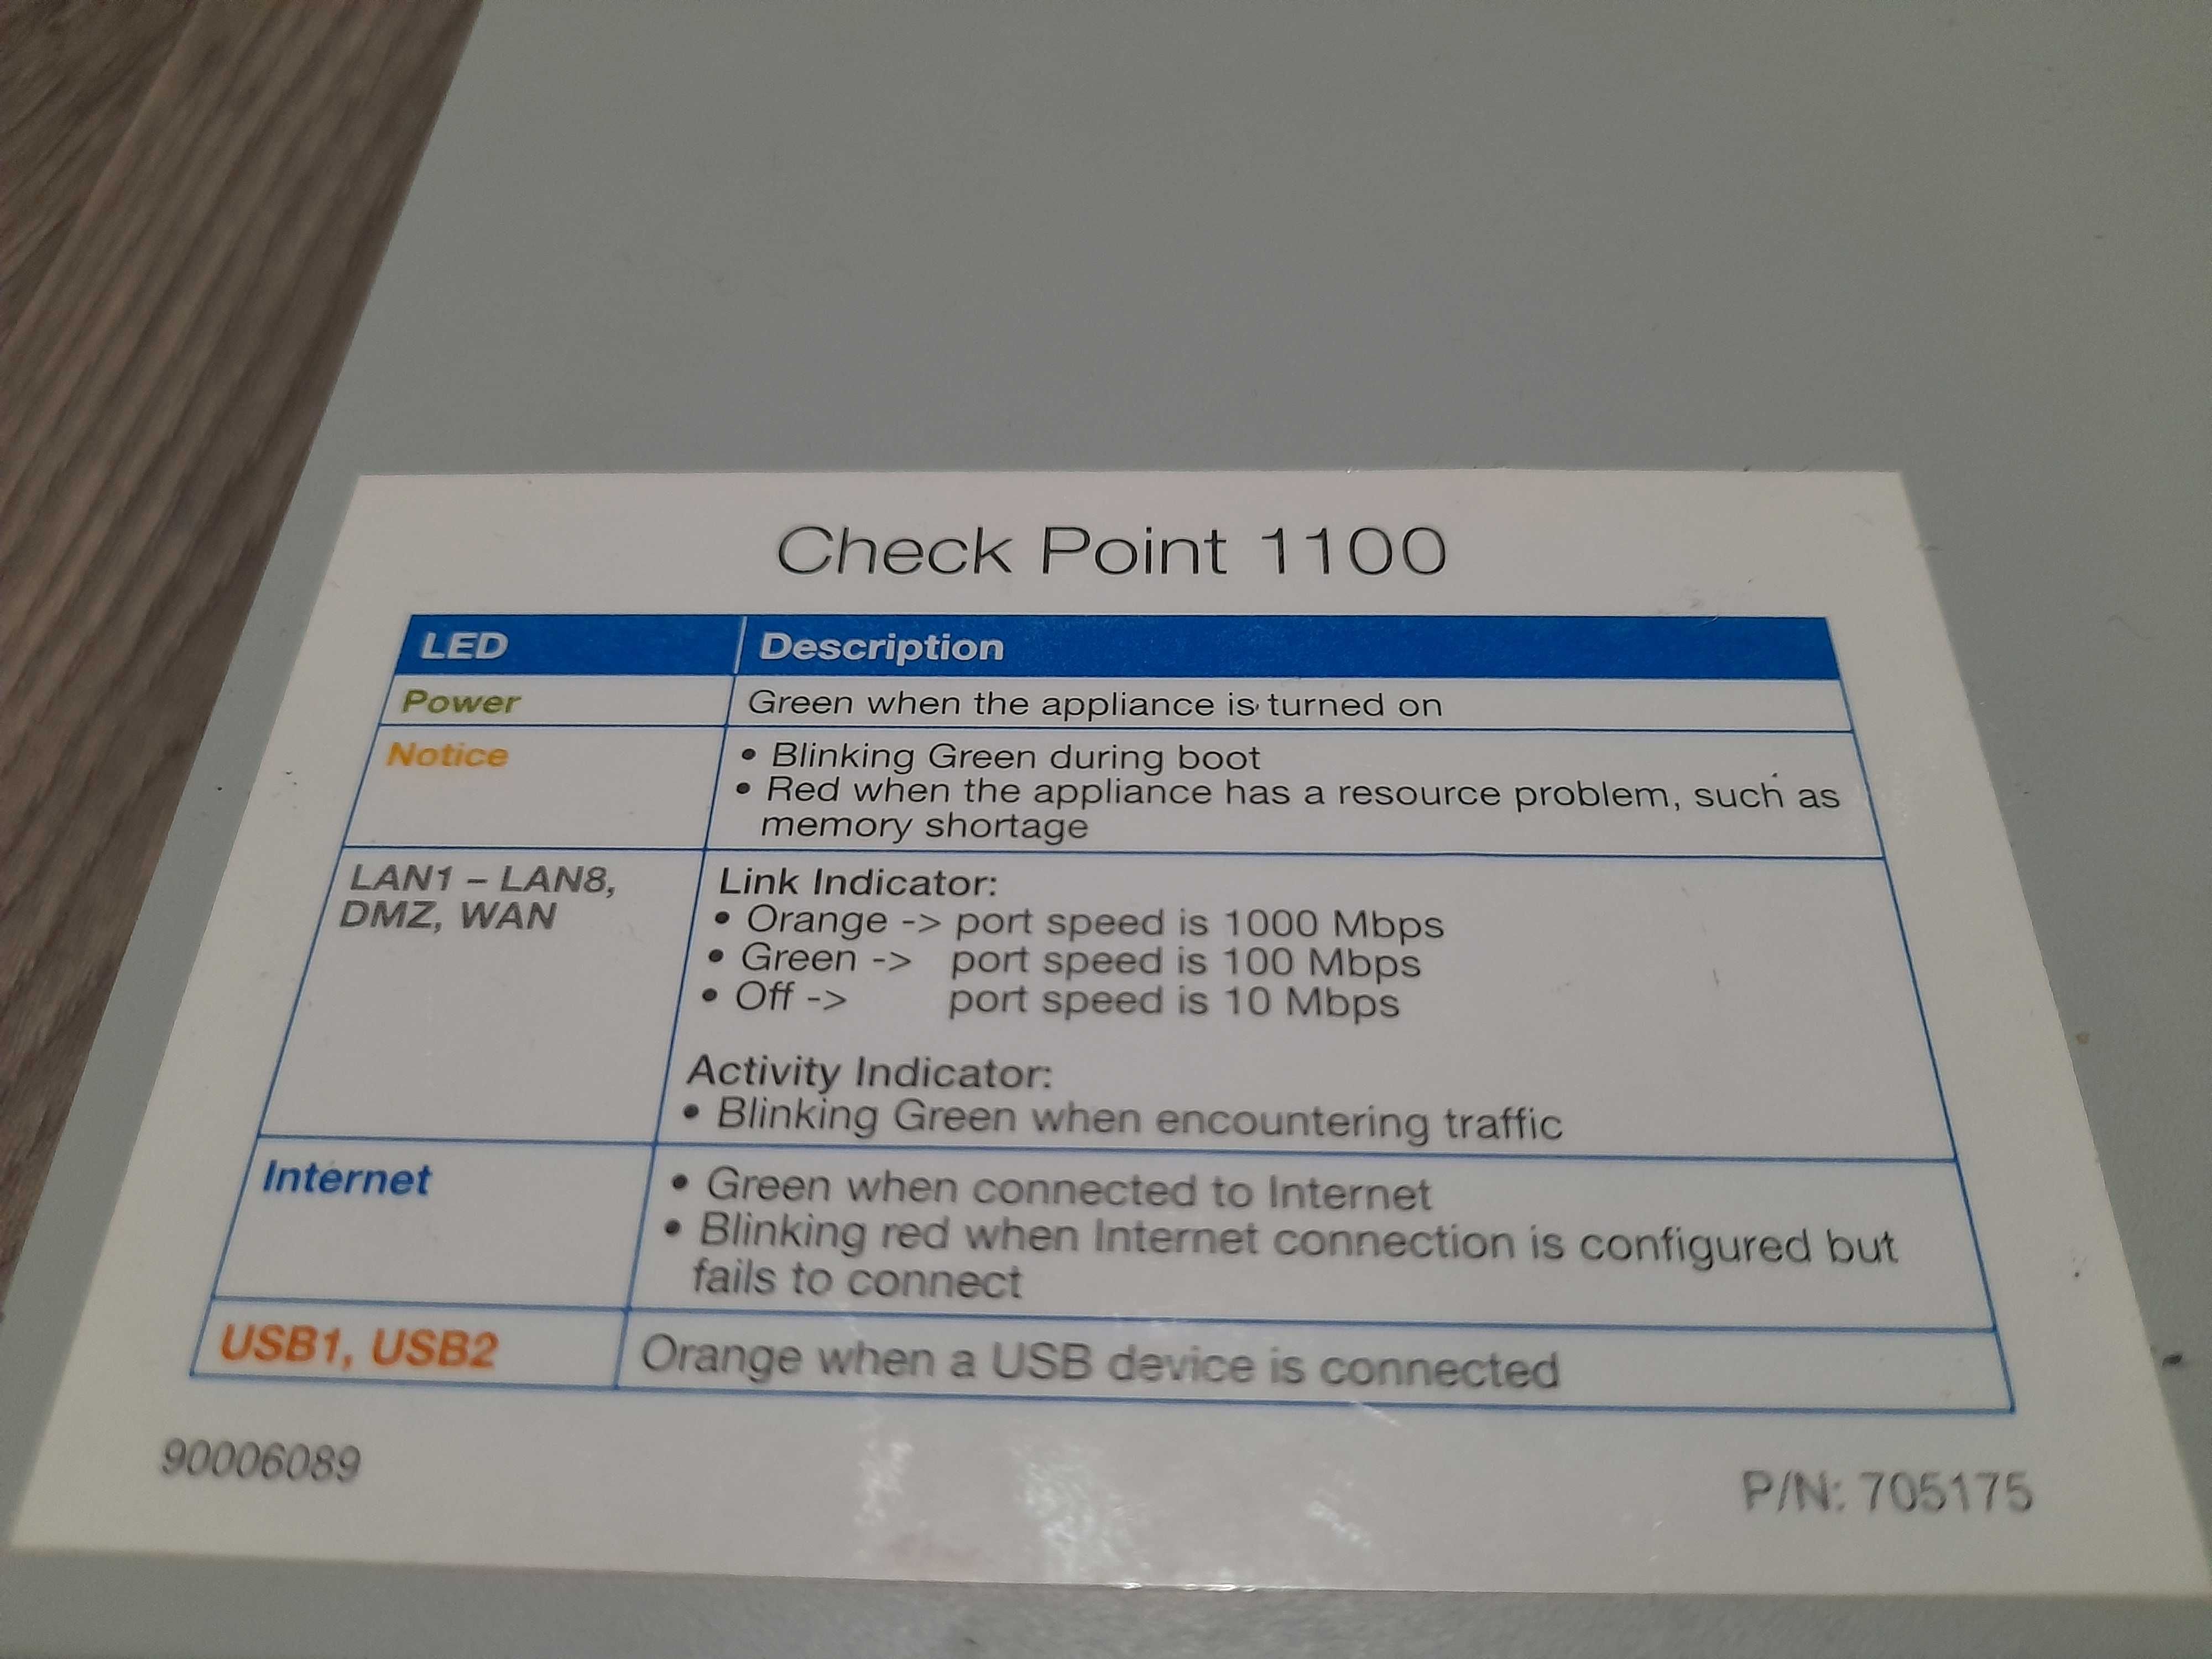 Check Point 1100
LED Description
Power Green when the appliance is turned on
Notice • Blinking Green during boot
• Red when the appliance has a resource problem, such as
memory shortage
LAN1 – LAN8,
DMZ, WAN
Link Indicator:
• Orange -> port speed is 1000 Mbps
• Green -> port speed is 100 Mbps
• Off -> port speed is 10 Mbps
Activity Indicator:
• Blinking Green when encountering traffic
Internet • Green when connected to Internet
• Blinking red when Internet connection is configured but
fails to connect
USB1, USB2 Orange when a USB device is connected
90006089 P/N: 705175